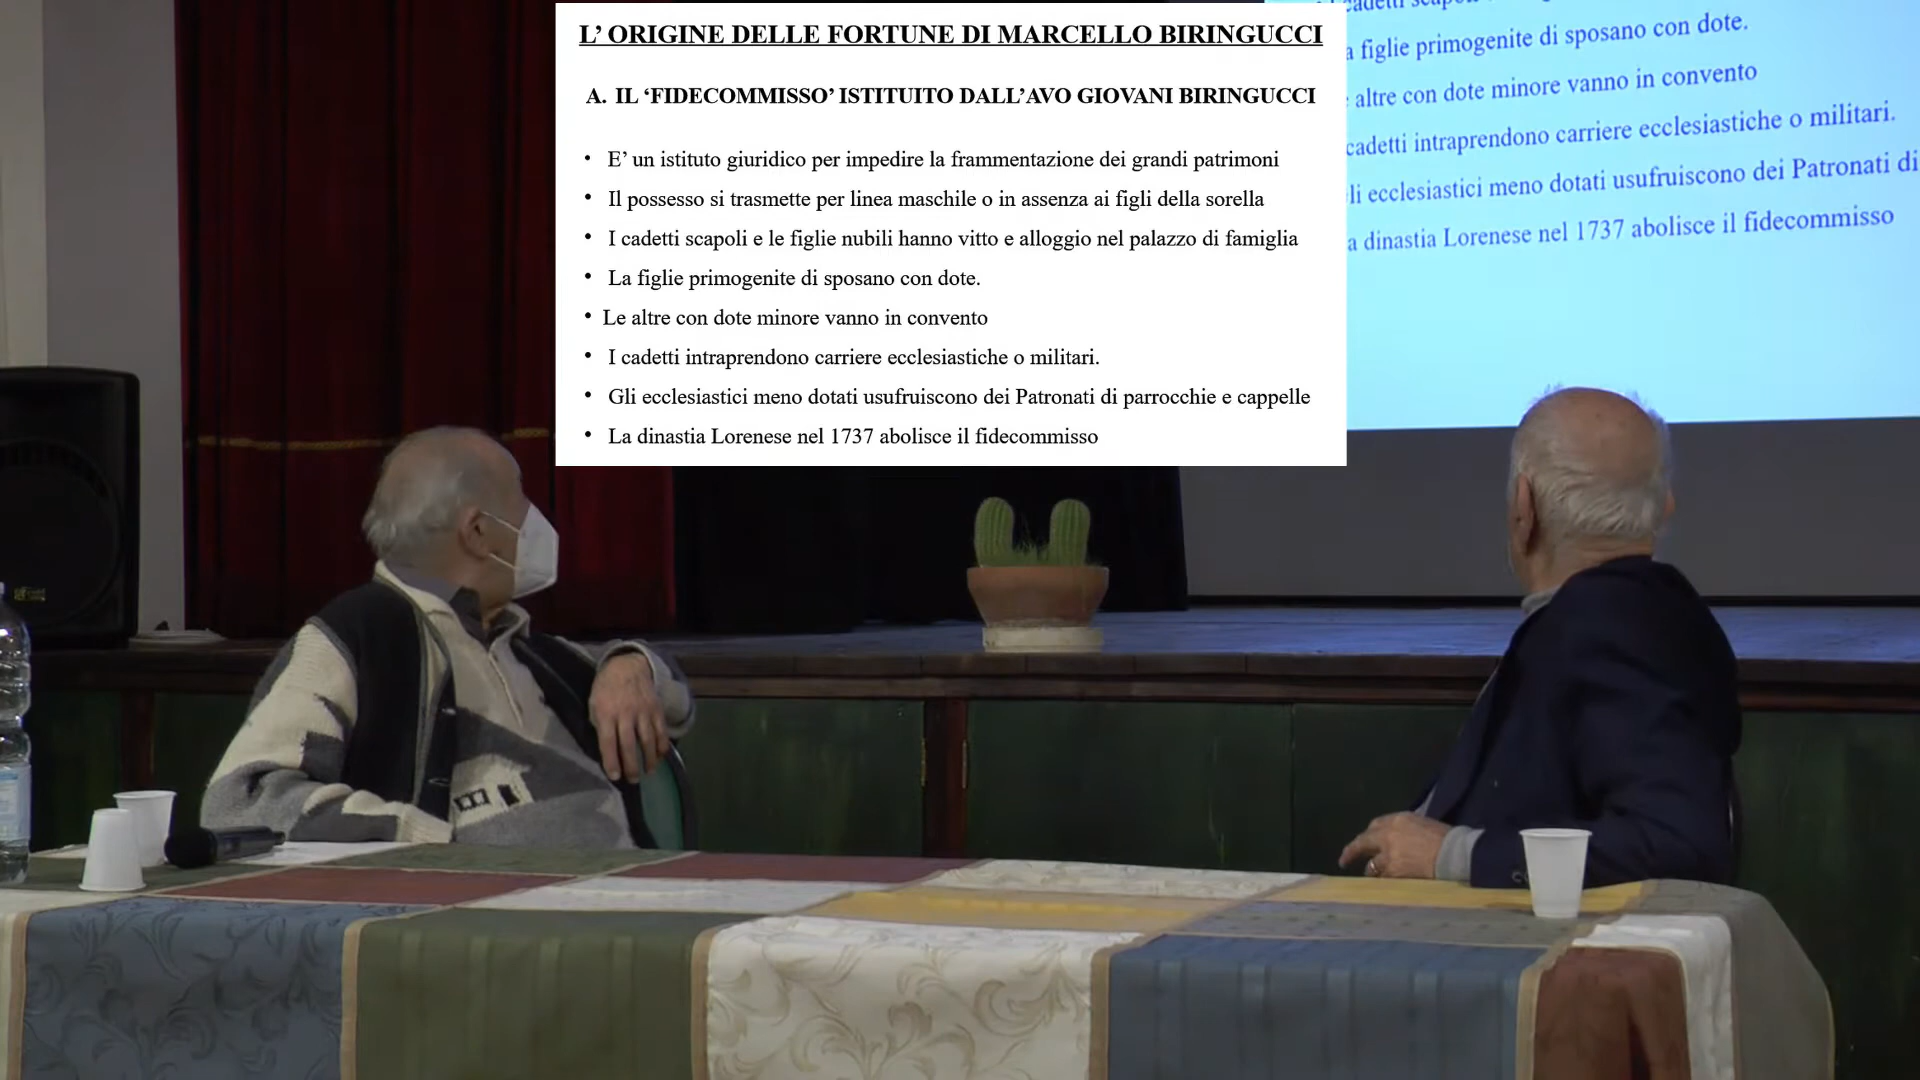 L’ ORIGINE DELLE FORTUNE DI MARCELLO BIRINGUCCI
A. IL ‘FIDECOMMISSO’ ISTITUITO DALL’AVO GIOVANI BIRINGUCCI
• E’ un istituto giuridico per impedire la frammentazione dei grandi patrimoni
• Il possesso si trasmette per linea maschile o in assenza ai figli della sorella
• I cadetti scapoli e le figlie nubili hanno vitto e alloggio nel palazzo di famiglia
• La figlie primogenite di sposano con dote.
• Le altre con dote minore vanno in convento
• I cadetti intraprendono carriere ecclesiastiche o militari.
• Gli ecclesiastici meno dotati usufruiscono dei Patronati di parrocchie e cappelle
• La dinastia Lorenese nel 1737 abolisce il fidecommisso
cadetti
a figlie primogenite di sposano con dote.
altre con dote minore vanno in convento
cadetti intraprendono carriere ecclesiastiche o militari.
li ecclesiastici meno dotati usufruiscono dei Patronati di
a dinastia Lorenese nel 1737 abolisce il fidecommisso